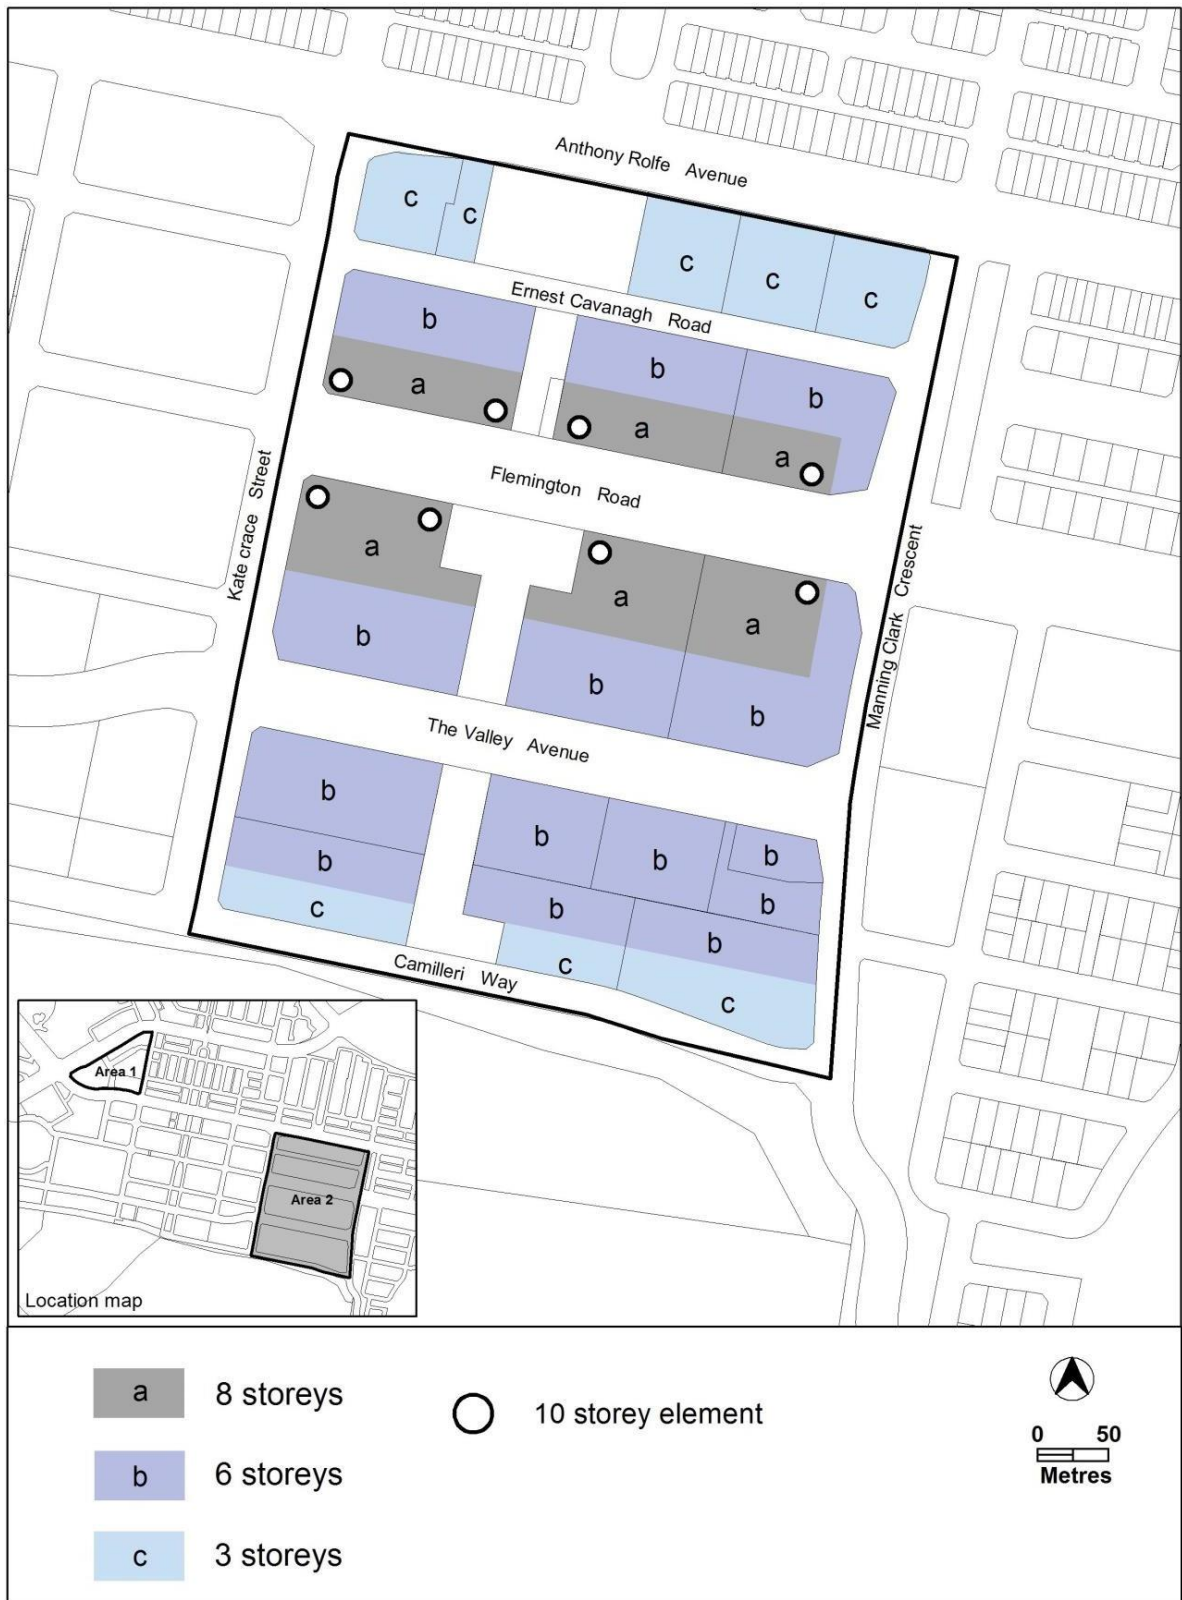 Anthony Rolfe Avenue
c
c
c
c
c
Ernest Cavanagh Road
b
b
b
a
a
a
Flemington Road
Kate crace Street
Manning Clark Crescent
a
a
a
b
b
b
The Valley Avenue
b
b
b
b
b
b
b
b
c
c
c
Camilleri Way
Area 1
Area 2
Location map
a 8 storeys
10 storey element
b 6 storeys
c 3 storeys
0 50
Metres